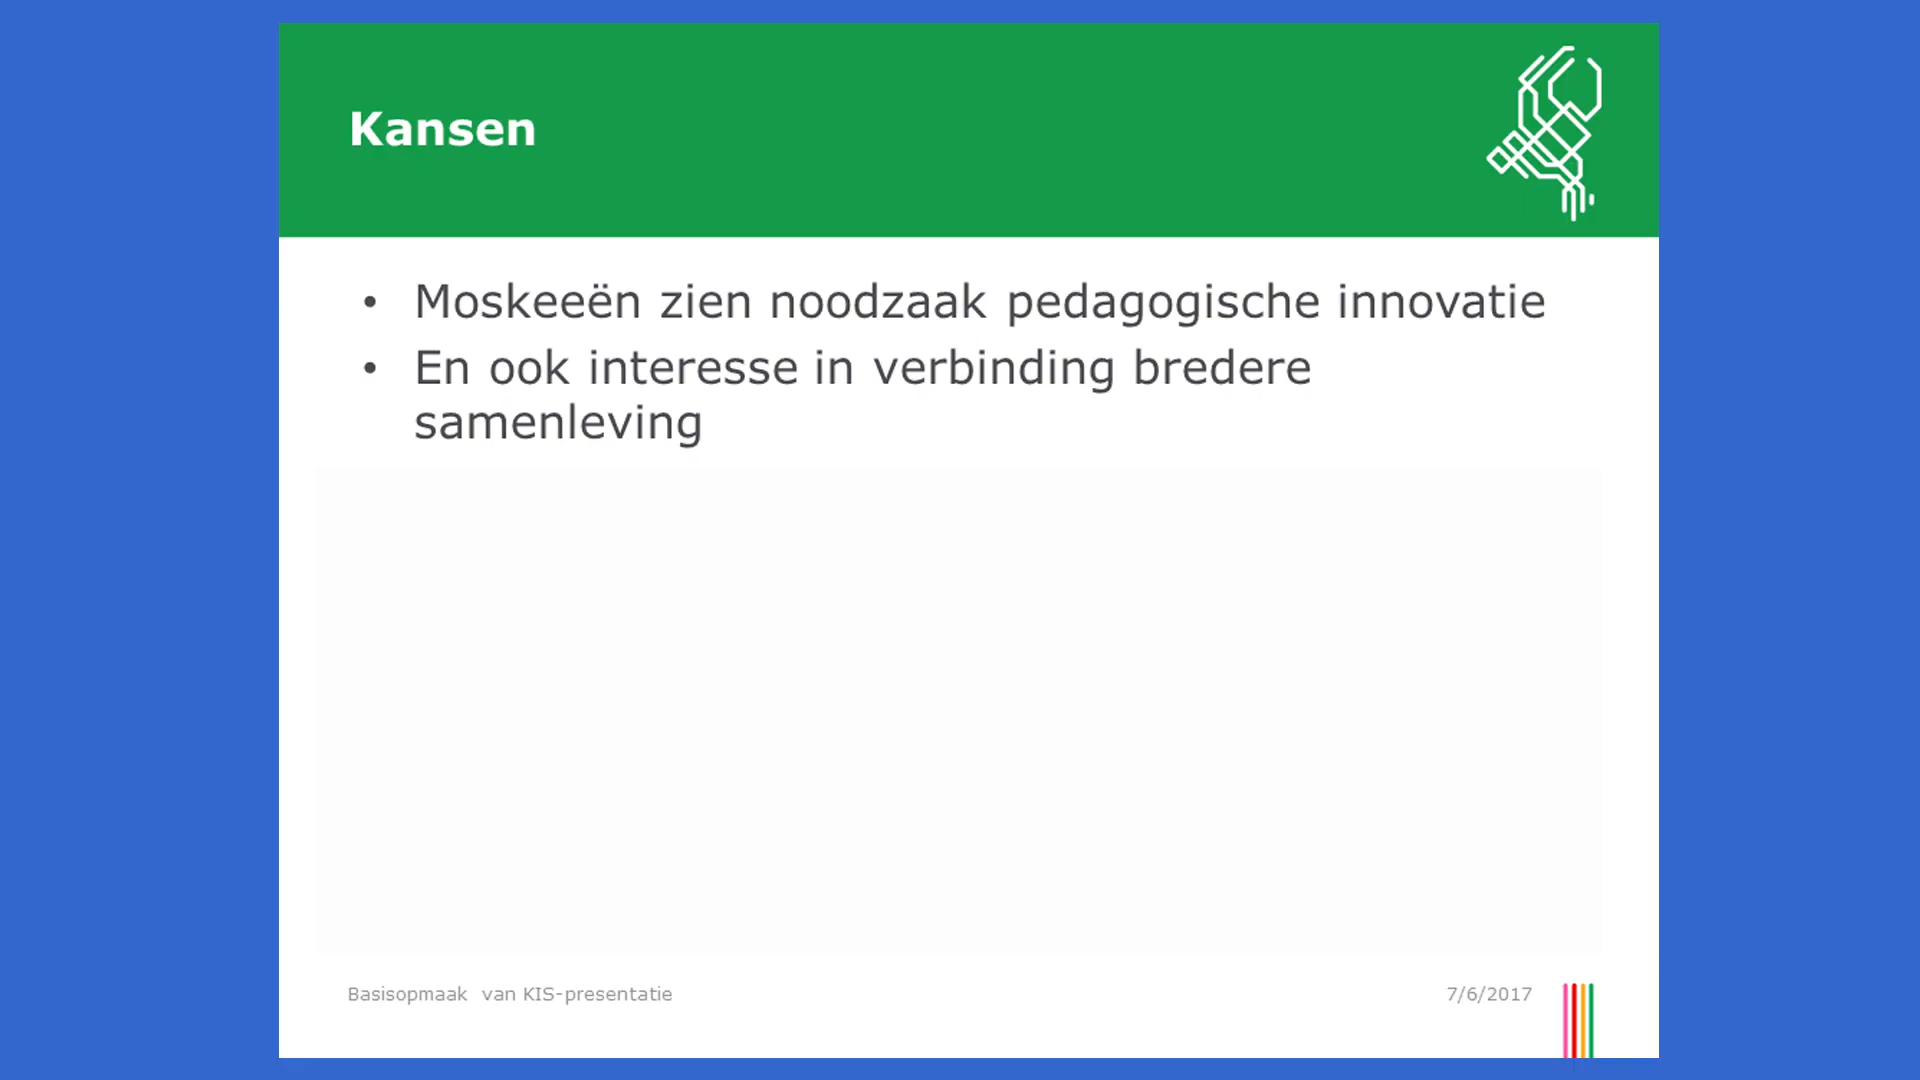 Kansen
• Moskeeën zien noodzaak pedagogische innovatie
• En ook interesse in verbinding bredere
samenleving
Basisopmaak van KIS-presentatie
7/6/2017